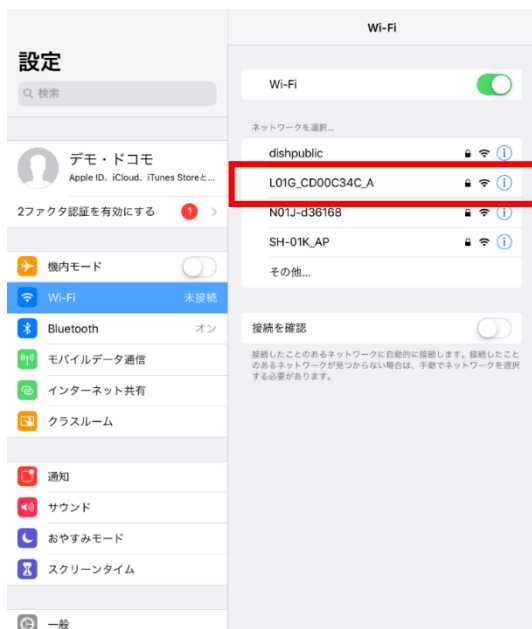 Wi-Fi
設定
検索
デモ・ドコモ
Apple ID、iCloud、iTunes Storeと...
2ファクタ認証を有効にする 1
機内モード
Wi-Fi 未接続
Bluetooth オン
モバイルデータ通信
インターネット共有
クラスルーム
通知
サウンド
おやすみモード
スクリーンタイム
一般
Wi-Fi
ネットワークを選択...
dishpublic
L01G_CD00C34C_A
N01J-d36168
SH-01K_AP
その他...
接続を確認
接続したことのあるネットワークに自動的に接続します。接続したこと
のあるネットワークが見つからない場合は、手動でネットワークを選択
する必要があります。